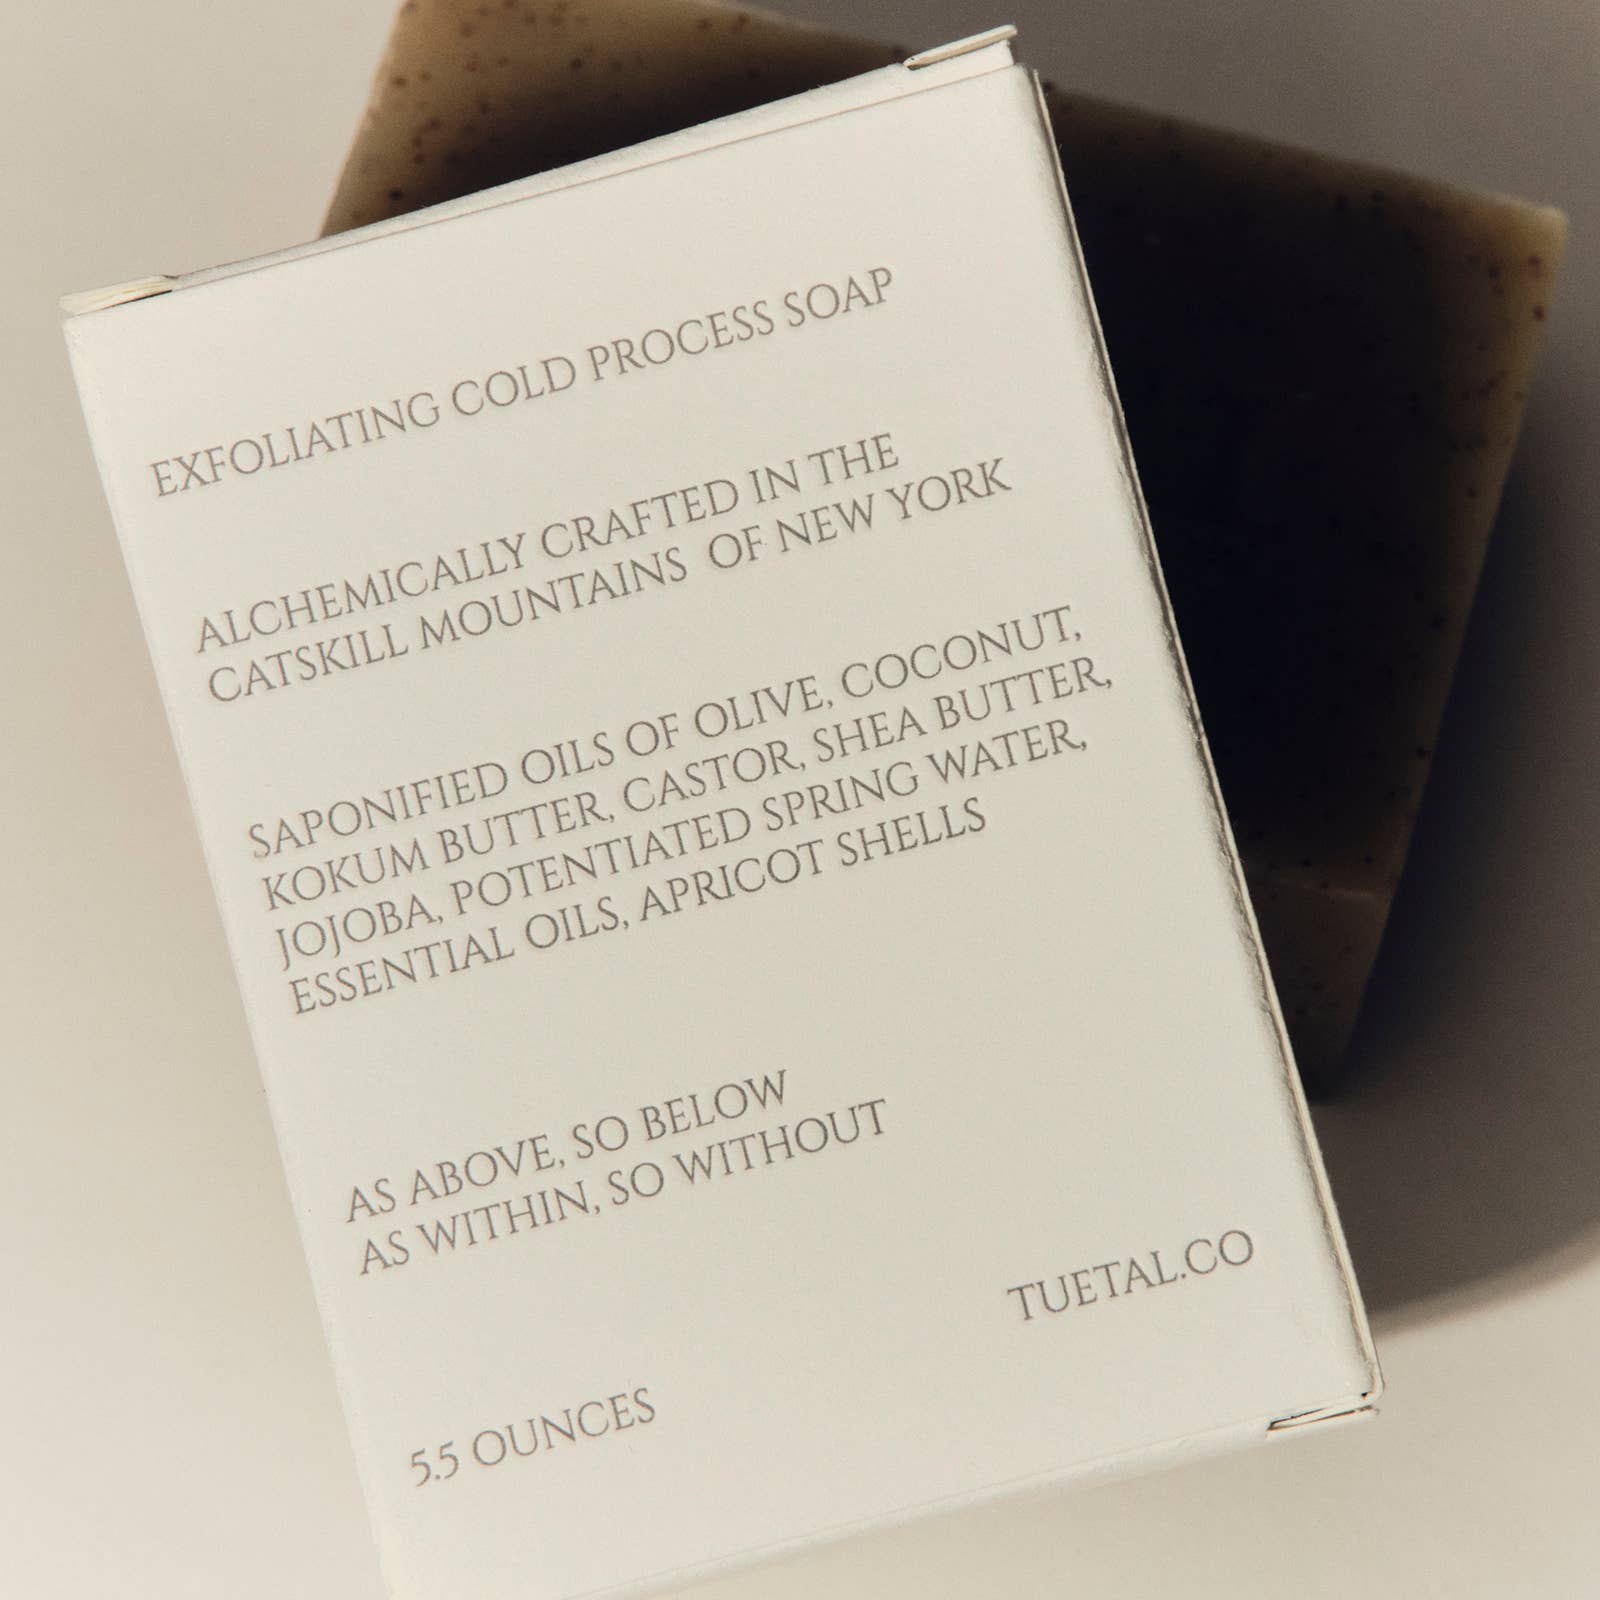 EXFOLIATING COLD PROCESS SOAP
ALCHEMICALLY CRAFTED IN THE
CATSKILL MOUNTAINS OF NEW YORK
SAPONIFIED OILS OF OLIVE, COCONUT,
KOKUM BUTTER, CASTOR, SHEA BUTTER,
JOJOBA, POTENTIATED SPRING WATER,
ESSENTIAL OILS, APRICOT SHELLS
AS ABOVE, SO BELOW
AS WITHIN, SO WITHOUT
TUETAL.CO
5.5 OUNCES